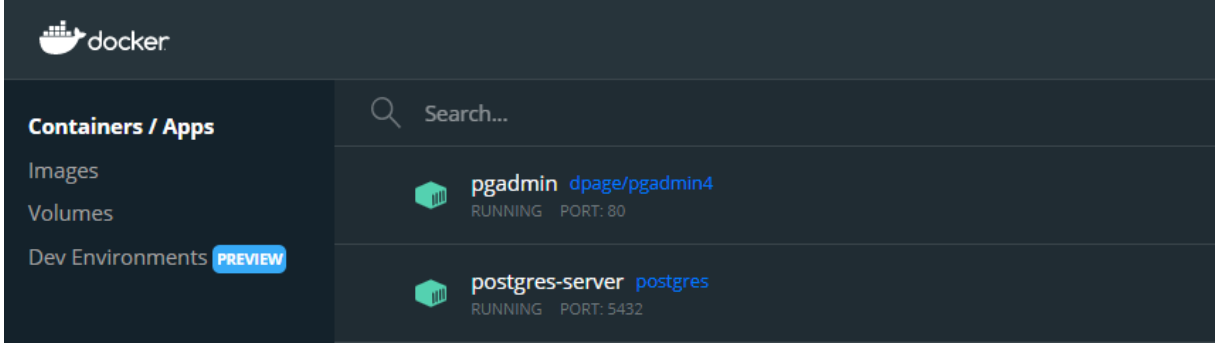 docker
Containers / Apps
Images
Volumes
Dev Environments PREVIEW
Search...
pgadmin dpage/pgadmin4
RUNNING PORT: 80
postgres-server postgres
RUNNING PORT: 5432